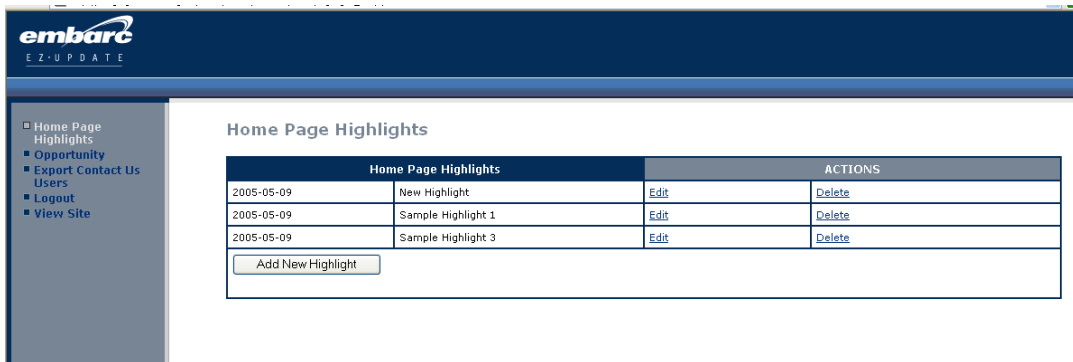 embarc
EZ·UPDATE
Home Page
Highlights
Opportunity
Export Contact Us
Users
Logout
View Site
Home Page Highlights
Home Page Highlights ACTIONS
2005-05-09 New Highlight Edit Delete
2005-05-09 Sample Highlight 1 Edit Delete
2005-05-09 Sample Highlight 3 Edit Delete
Add New Highlight